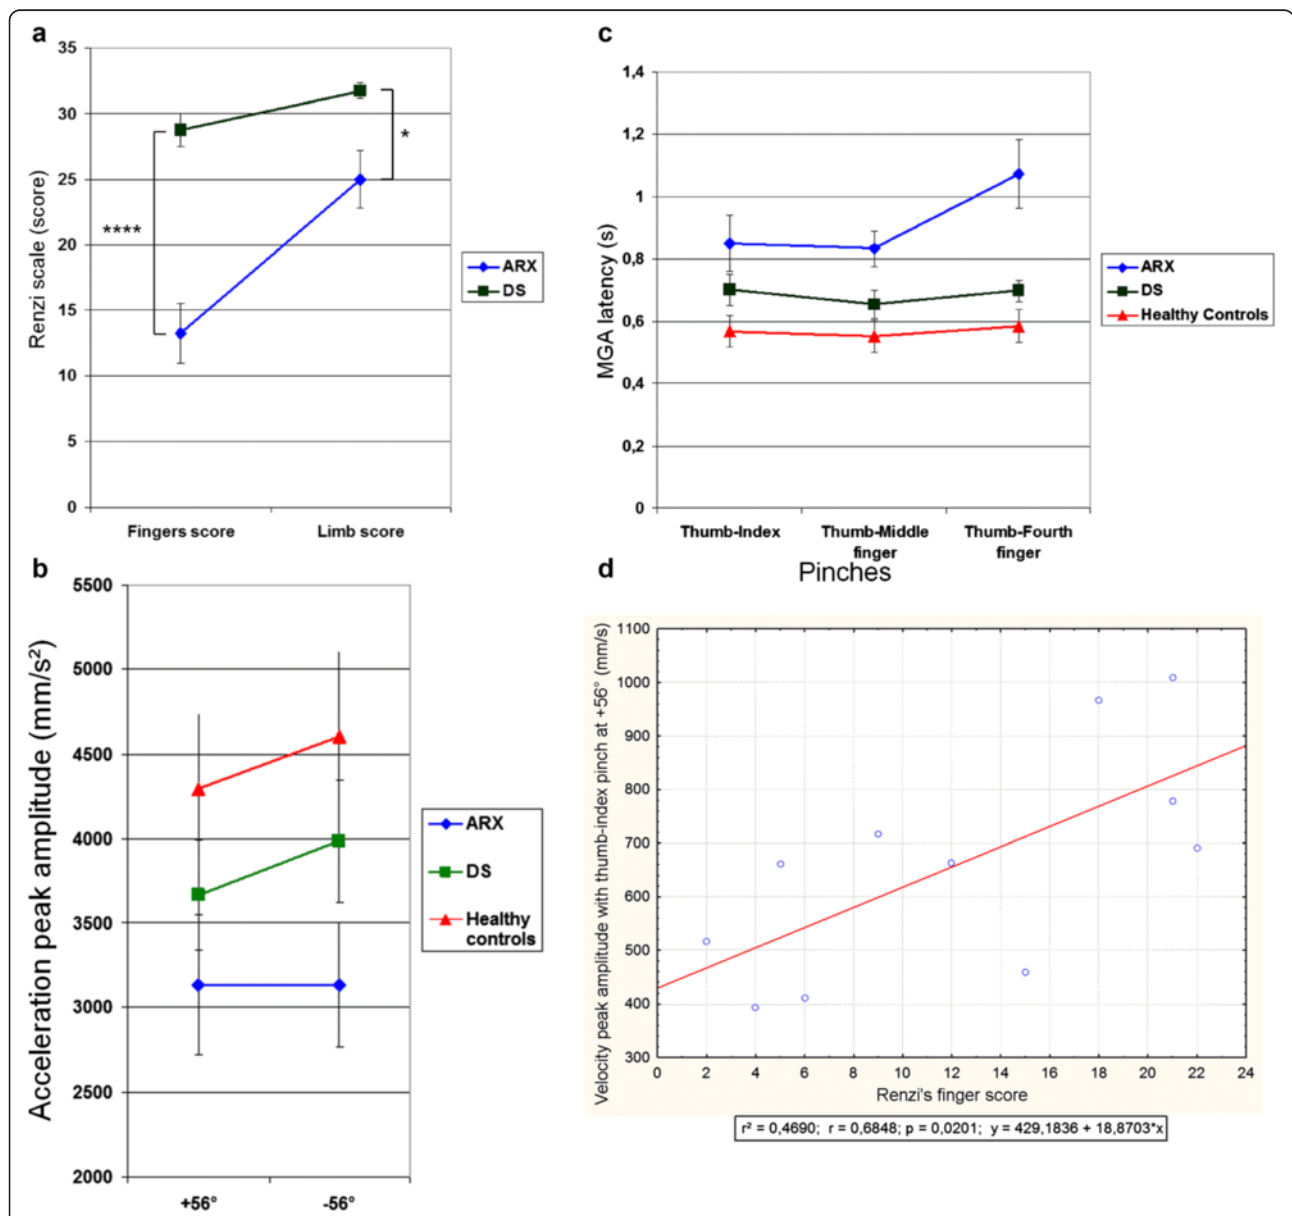 a
35
30
25
20
15
10
5
0
Renzi scale (score)
****
*
Fingers score
Limb score
ARX
DS
c
1,4
1,2
1
0,8
0,6
0,4
0,2
0
MGA latency (s)
Thumb-Index
Thumb-Middle
finger
Thumb-Fourth
finger
Pinches
ARX
DS
Healthy Controls
b
5500
5000
4500
4000
3500
3000
2500
2000
Acceleration peak amplitude (mm/s²)
+56°
-56°
ARX
DS
Healthy
controls
d
1100
1000
900
800
700
600
500
400
300
Velocity peak amplitude with thumb-index pinch at +56° (mm/s)
0 2 4 6 8 10 12 14 16 18 20 22 24
Renzi's finger score
r² = 0,4690; r = 0,6848; p = 0,0201; y = 429,1836 + 18,8703*x